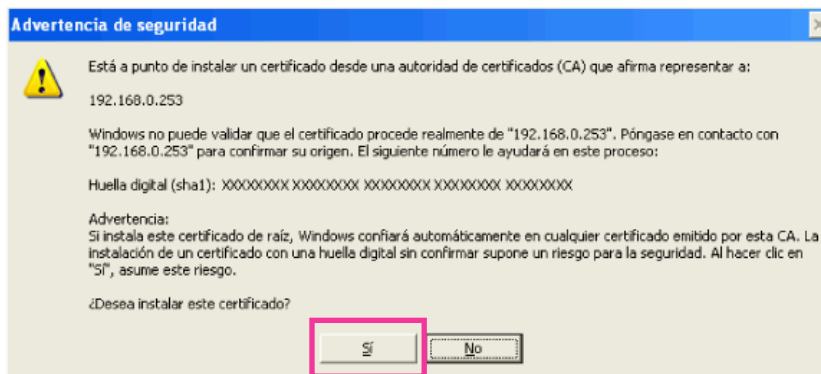 Advertencia de seguridad
Está a punto de instalar un certificado desde una autoridad de certificados (CA) que afirma representar a:
192.168.0.253
Windows no puede validar que el certificado procede realmente de "192.168.0.253". Póngase en contacto con
"192.168.0.253" para confirmar su origen. El siguiente número le ayudará en este proceso:
Huella digital (sha1): XXXXXXXX XXXXXXXX XXXXXXXX XXXXXXXX XXXXXXXX
Advertencia:
Si instala este certificado de raíz, Windows confiará automáticamente en cualquier certificado emitido por esta CA. La
instalación de un certificado con una huella digital sin confirmar supone un riesgo para la seguridad. Al hacer clic en
"Sí", asume este riesgo.
¿Desea instalar este certificado?
Sí No